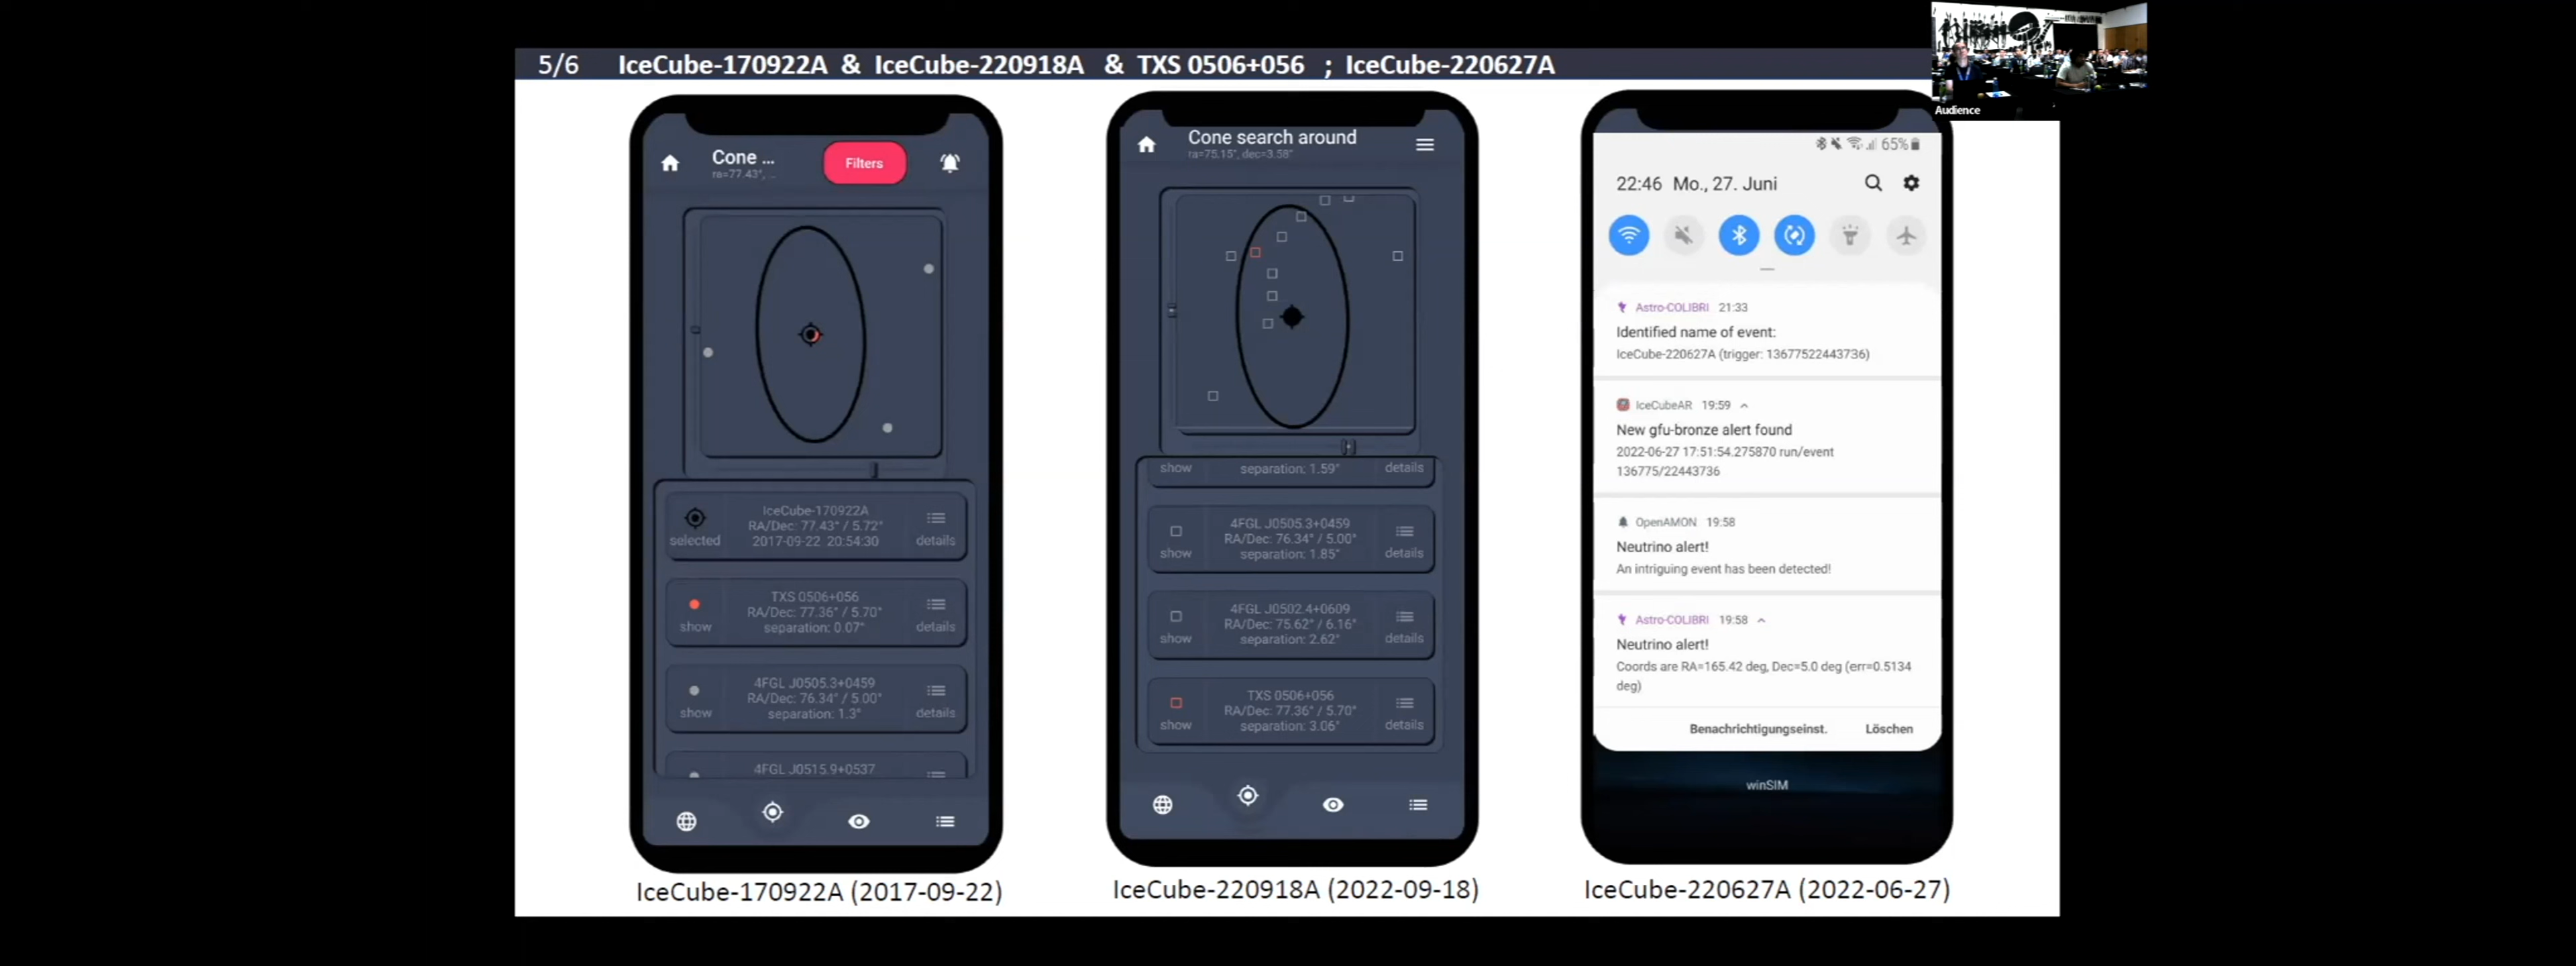 5/6 IceCube-170922A & IceCube-220918A & TXS 0506+056 ; IceCube-220627A
Audience
Cone ...
ra=77.43°, ...
Filters
IceCube-170922A
RA/Dec: 77.43° / 5.72°
2017-09-22 20:54:30
selected
details
TXS 0506+056
RA/Dec: 77.36° / 5.70°
separation: 0.07°
show
details
4FGL J0505.3+0459
RA/Dec: 76.34° / 5.00°
separation: 1.3°
show
details
4FGL J0515.9+0537
IceCube-170922A (2017-09-22)
Cone search around
ra=75.15°, dec=3.58°
show
separation: 1.59°
details
4FGL J0505.3+0459
RA/Dec: 76.34° / 5.00°
separation: 1.85°
show
details
4FGL J0502.4+0609
RA/Dec: 75.62° / 6.16°
separation: 2.62°
show
details
TXS 0506+056
RA/Dec: 77.36° / 5.70°
separation: 3.06°
show
details
IceCube-220918A (2022-09-18)
65%
22:46 Mo., 27. Juni
Astro-COLIBRI 21:33
Identified name of event:
IceCube-220627A (trigger: 13677522443736)
IceCubeAR 19:59
New gfu-bronze alert found
2022-06-27 17:51:54.275870 run/event
136775/22443736
OpenAMON 19:58
Neutrino alert!
An intriguing event has been detected!
Astro-COLIBRI 19:58
Neutrino alert!
Coords are RA=165.42 deg, Dec=5.0 deg (err=0.5134
deg)
Benachrichtigungseinst. Löschen
winSIM
IceCube-220627A (2022-06-27)